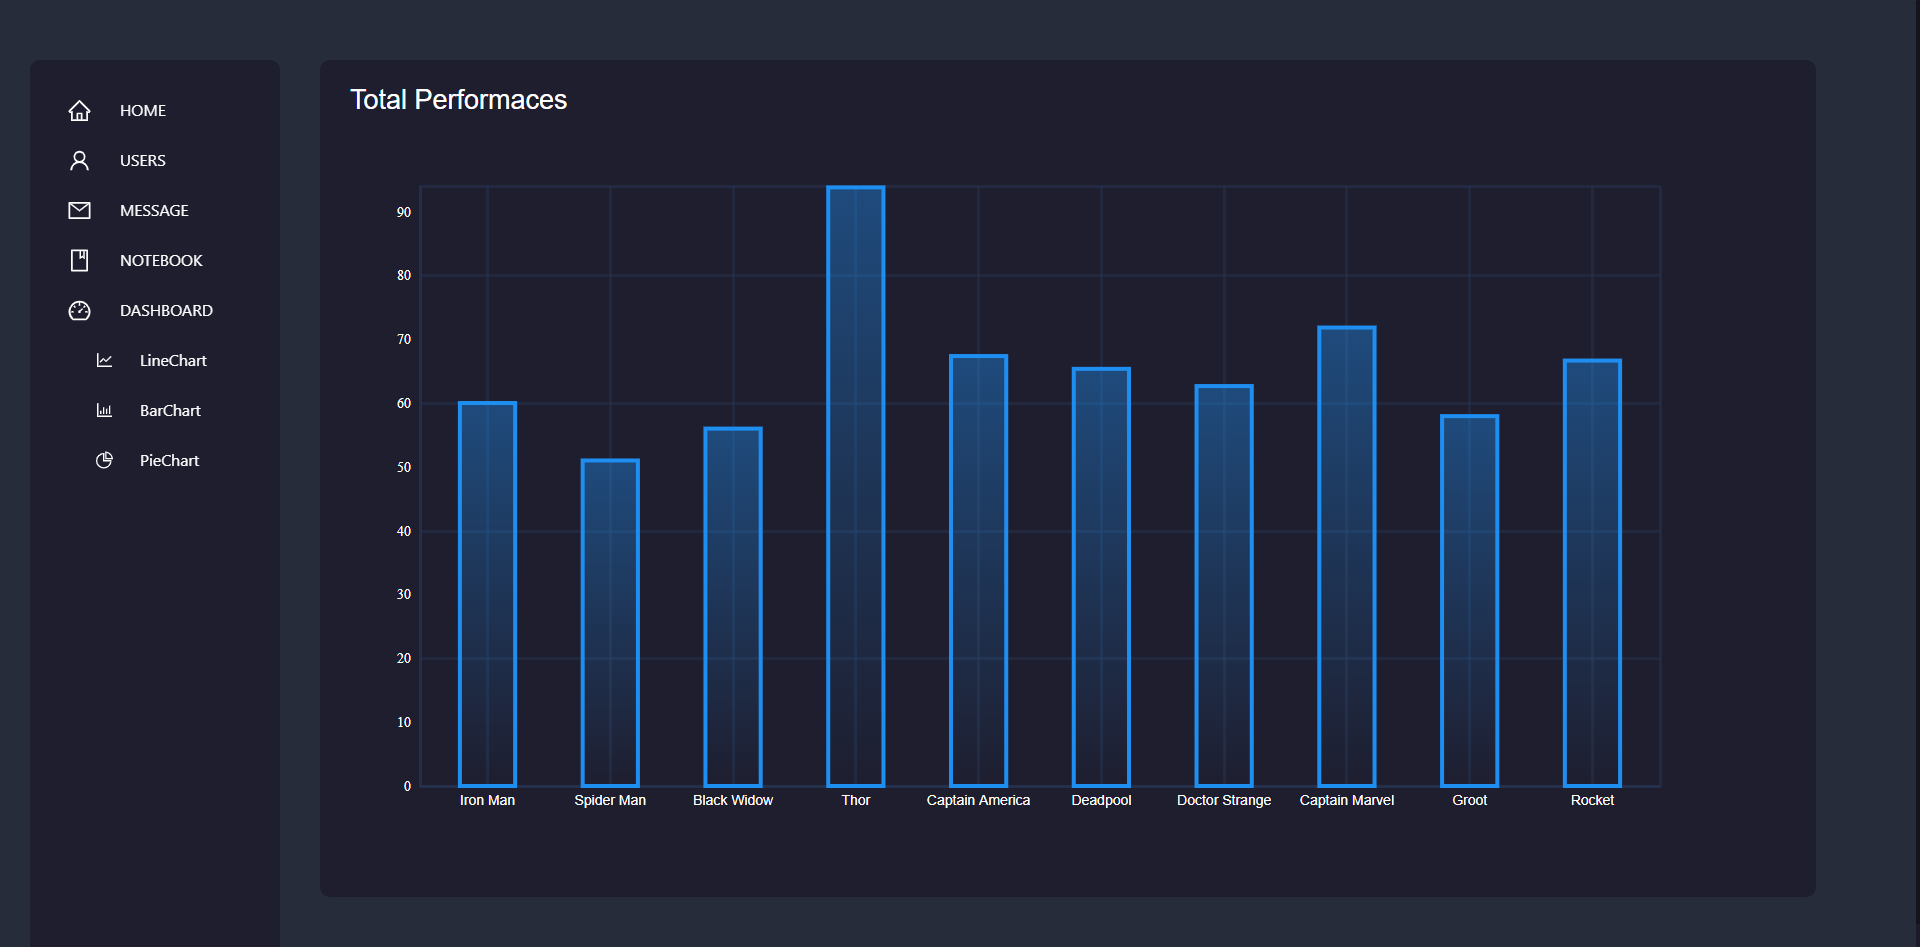 HOME
USERS
MESSAGE
NOTEBOOK
DASHBOARD
LineChart
BarChart
PieChart
Total Performaces
90
80
70
60
50
40
30
20
10
0
Iron Man Spider Man Black Widow Thor Captain America Deadpool Doctor Strange Captain Marvel Groot Rocket